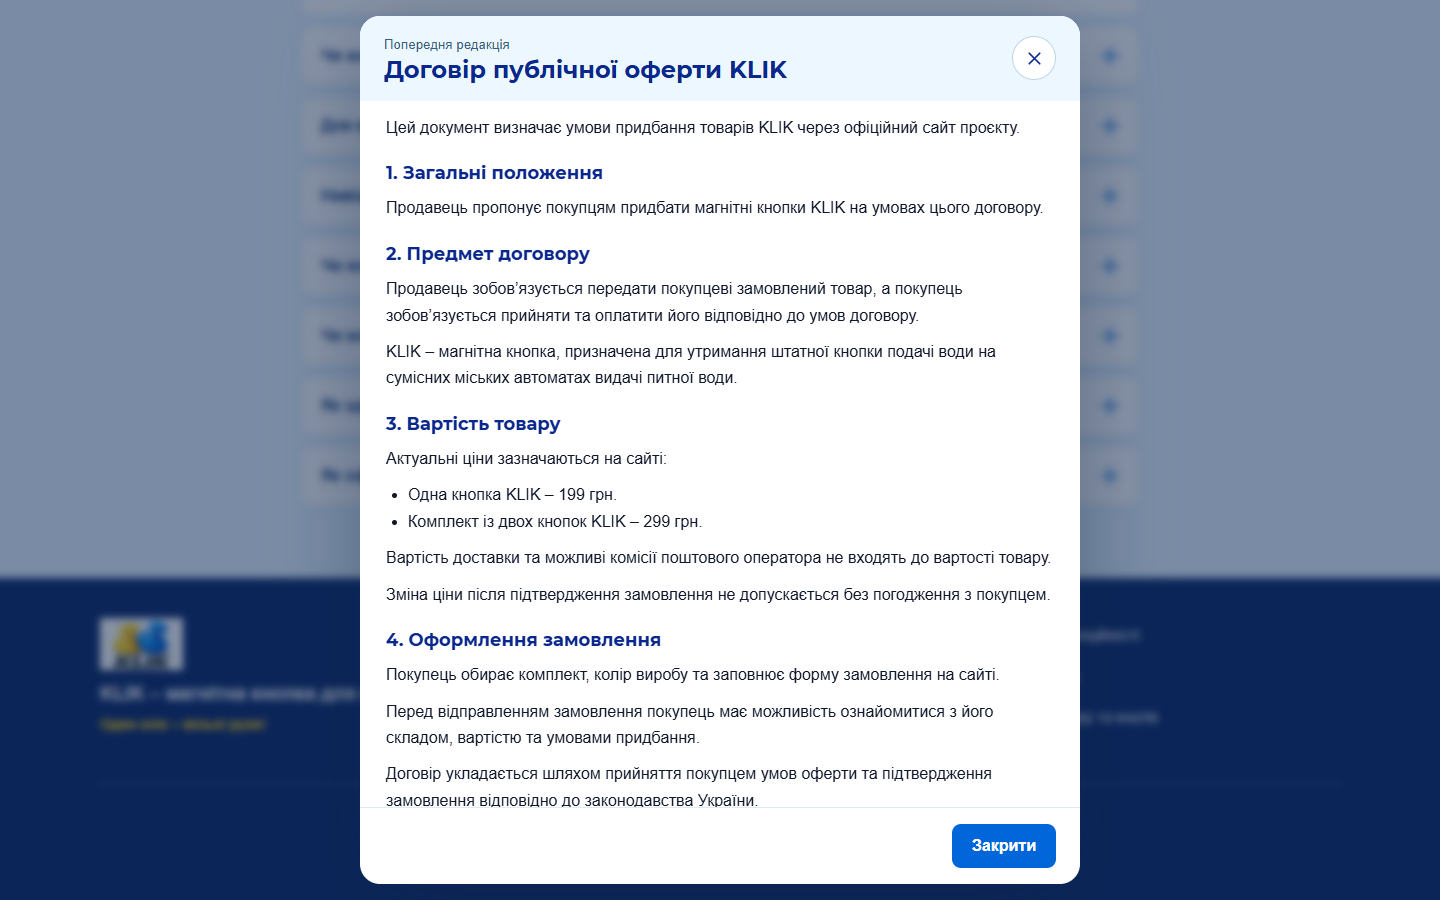 Попередня редакція
Договір публічної оферти KLIK
Цей документ визначає умови придбання товарів KLIK через офіційний сайт проєкту.
1. Загальні положення
Продавець пропонує покупцям придбати магнітні кнопки KLIK на умовах цього договору.
2. Предмет договору
Продавець зобов’язується передати покупцеві замовлений товар, а покупець
зобов’язується прийняти та оплатити його відповідно до умов договору.
KLIK – магнітна кнопка, призначена для утримання штатної кнопки подачі води на
сумісних міських автоматах видачі питної води.
3. Вартість товару
Актуальні ціни зазначаються на сайті:
• Одна кнопка KLIK – 199 грн.
• Комплект із двох кнопок KLIK – 299 грн.
Вартість доставки та можливі комісії поштового оператора не входять до вартості товару.
Зміна ціни після підтвердження замовлення не допускається без погодження з покупцем.
4. Оформлення замовлення
Покупець обирає комплект, колір виробу та заповнює форму замовлення на сайті.
Перед відправленням замовлення покупець має можливість ознайомитися з його
складом, вартістю та умовами придбання.
Договір укладається шляхом прийняття покупцем умов оферти та підтвердження
замовлення відповідно до законодавства України.
KLIK – магнітна кнопка для
Один клік – вільні руки!
Закрити